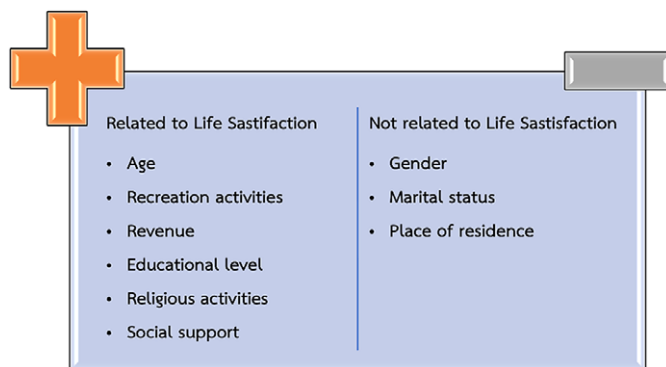 Related to Life Sastifaction
• Age
• Recreation activities
• Revenue
• Educational level
• Religious activities
• Social support
Not related to Life Sastisfaction
• Gender
• Marital status
• Place of residence